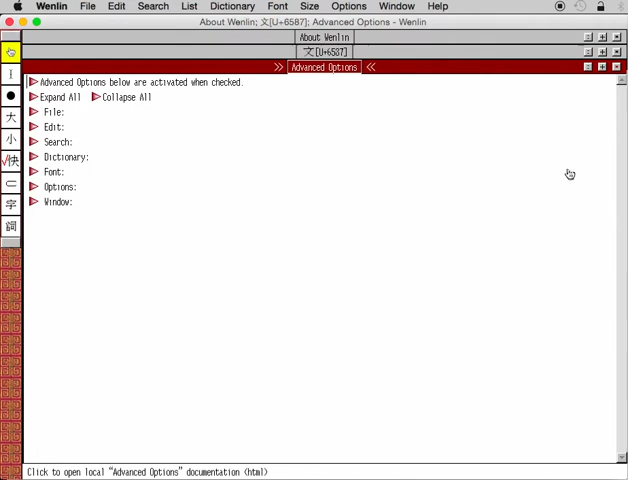 Wenlin File Edit Search List Dictionary Font Size Options Window Help
About Wenlin; 文[U+6587]; Advanced Options - Wenlin
About Wenlin
文[U+6587]
Advanced Options
Advanced Options below are activated when checked.
Expand All Collapse All
File:
Edit:
Search:
Dictionary:
Font:
Options:
Window:
大
小
快
字
詞
Click to open local “Advanced Options” documentation (html)